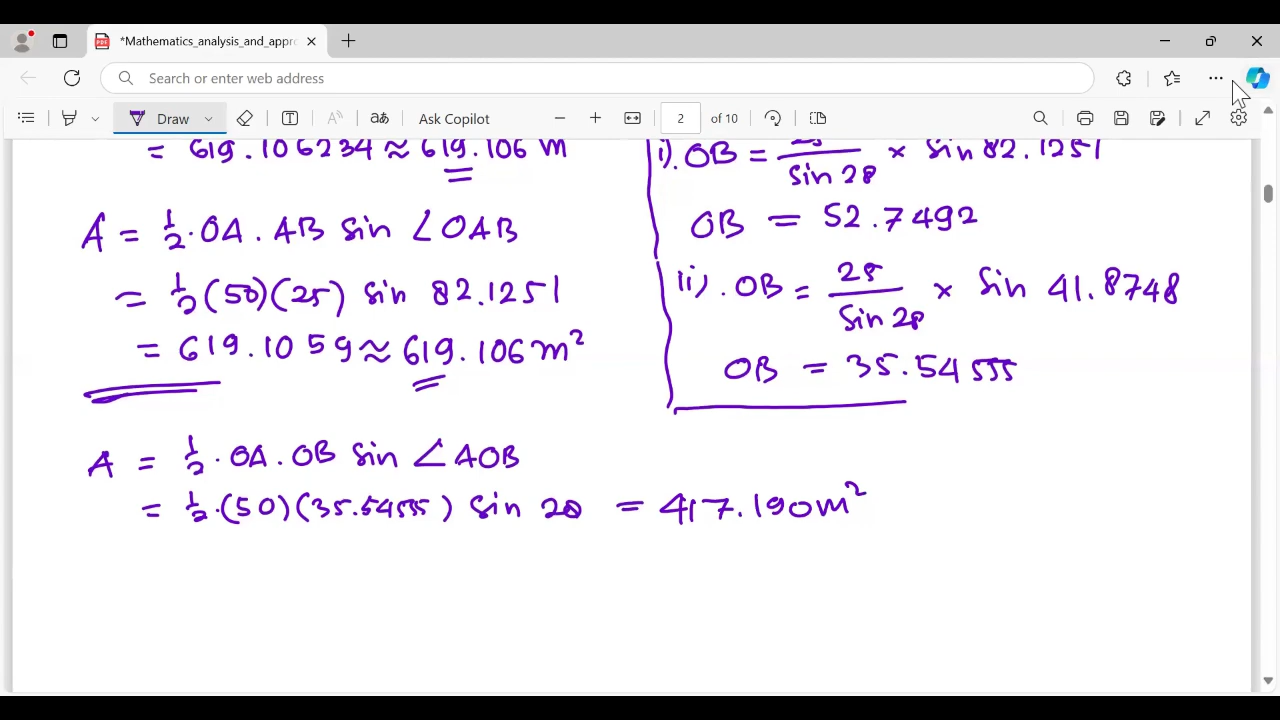 *Mathematics_analysis_and_appro
Search or enter web address
Draw
Ask Copilot
2 of 10
= 619.106234 ≈ 619.106 m
A = 1/2 · OA . AB sin ∠OAB
= 1/2 (50)(25) sin 82.1251
= 619.1059 ≈ 619.106 m²
i). OB = 25/sin 28 × sin 82.1251
OB = 52.7492
ii). OB = 25/sin 28 × sin 41.8748
OB = 35.54555
A = 1/2 · OA . OB sin ∠AOB
= 1/2 · (50)(35.54555) sin 28 = 417.190 m²